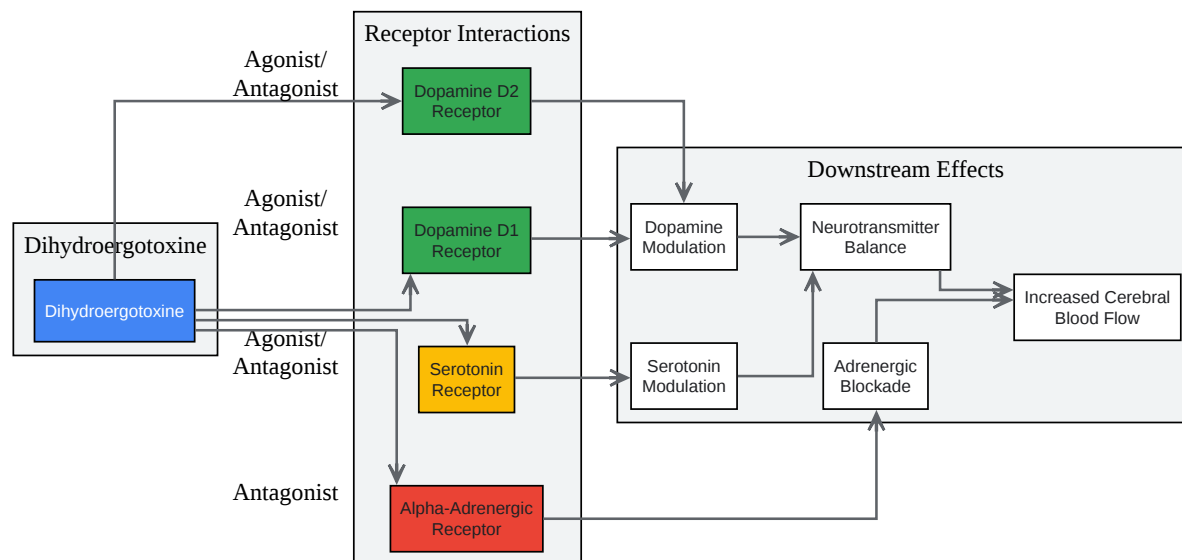 Receptor Interactions
Agonist/
Antagonist
Dopamine D2
Receptor
Downstream Effects
Agonist/
Antagonist
Dopamine D1
Receptor
Dopamine
Modulation
Neurotransmitter
Balance
Dihydroergotoxine
Dihydroergotoxine
Increased Cerebral
Blood Flow
Agonist/
Antagonist
Serotonin
Receptor
Serotonin
Modulation
Adrenergic
Blockade
Antagonist
Alpha-Adrenergic
Receptor